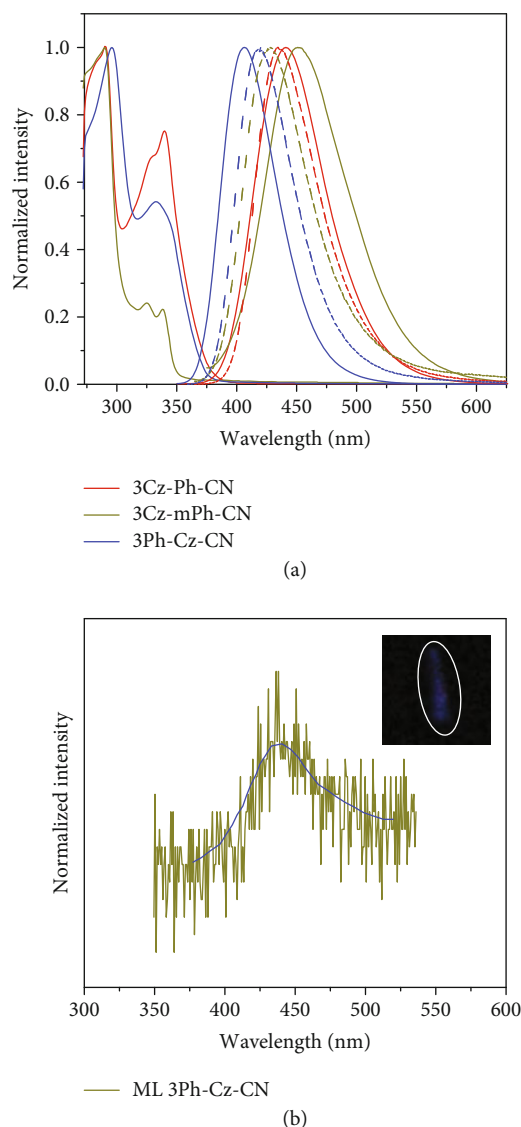 1.0
0.8
0.6
0.4
0.2
0.0
Normalized intensity
300 350 400 450 500 550 600
Wavelength (nm)
3Cz-Ph-CN
3Cz-mPh-CN
3Ph-Cz-CN
(a)
Normalized intensity
300 350 400 450 500 550 600
Wavelength (nm)
ML 3Ph-Cz-CN
(b)